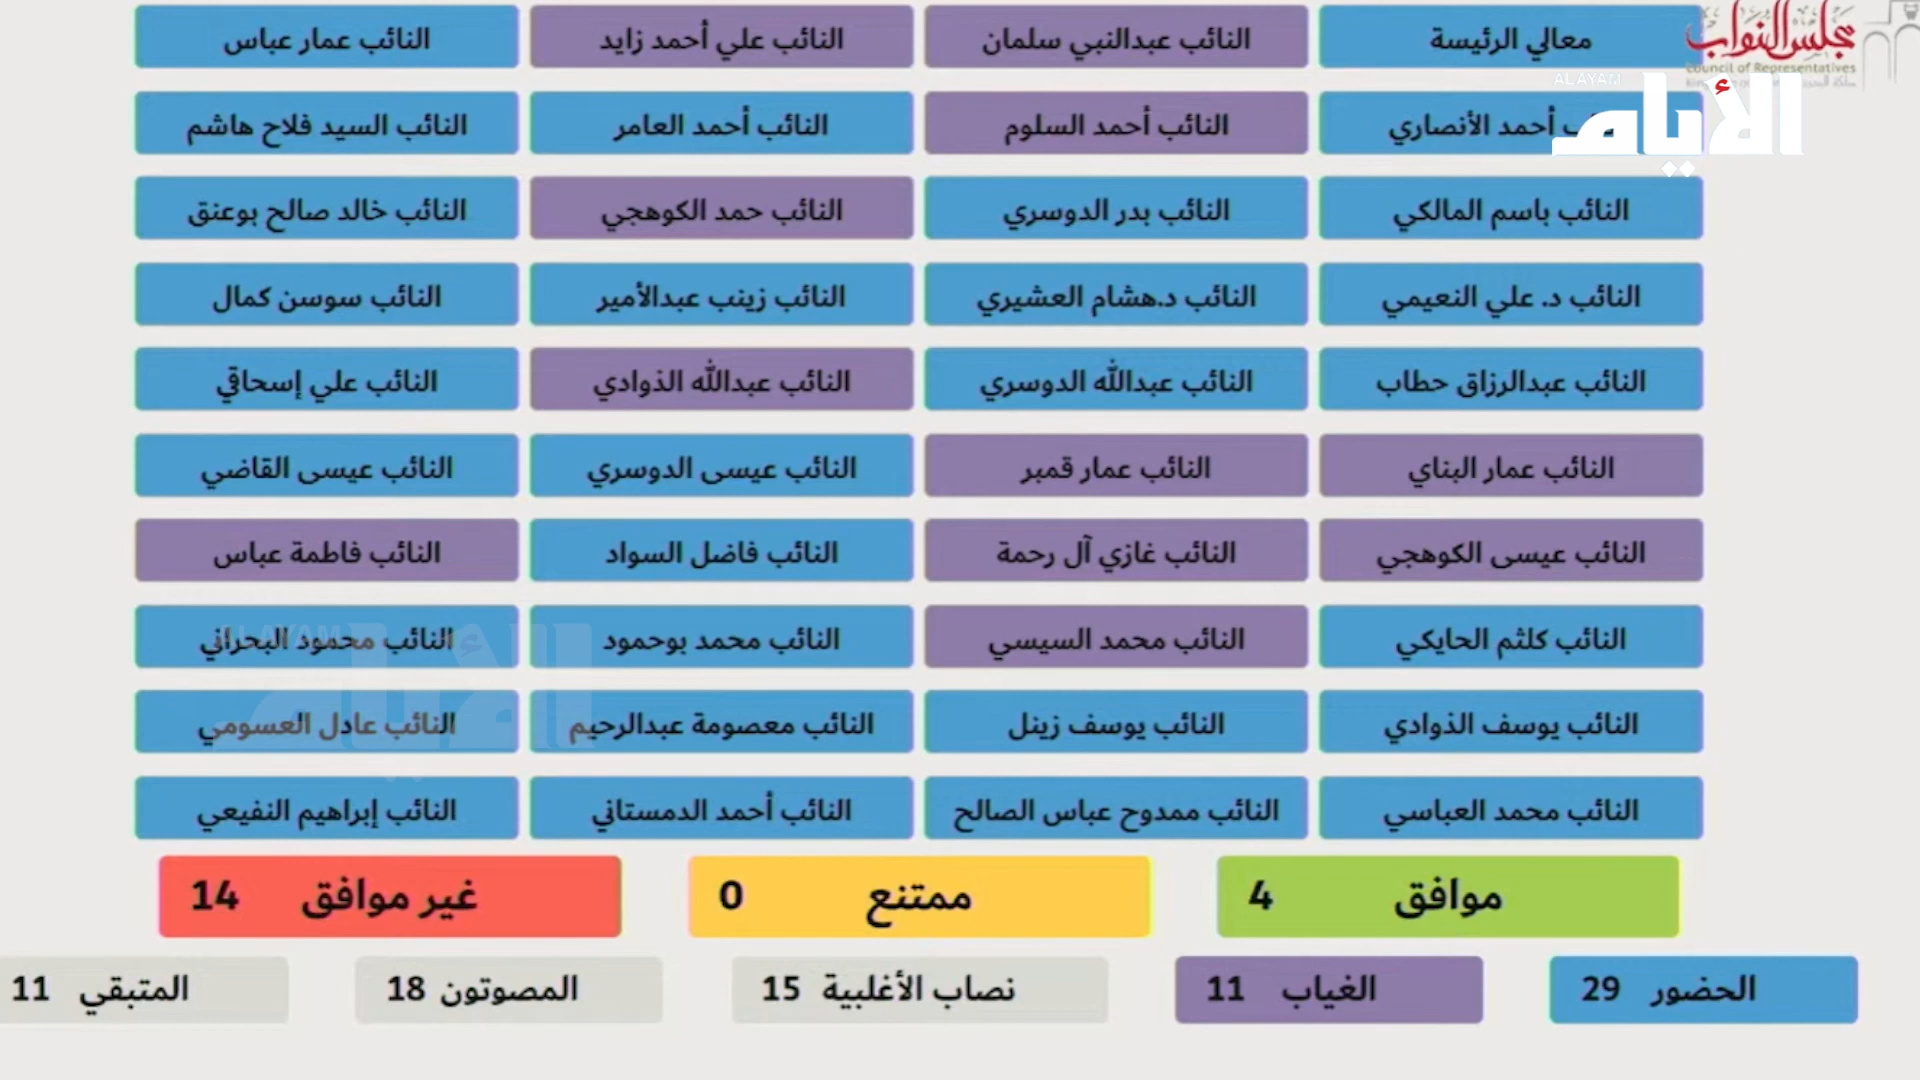 مجلس النواب
Council of Representatives
ALAYAM
الأيام
معالي الرئيسة
النائب عبدالنبي سلمان
النائب علي أحمد زايد
النائب عمار عباس
أحمد الأنصاري
النائب أحمد السلوم
النائب أحمد العامر
النائب السيد فلاح هاشم
النائب باسم المالكي
النائب بدر الدوسري
النائب حمد الكوهجي
النائب خالد صالح بوعنق
النائب د. علي النعيمي
النائب د.هشام العشيري
النائب زينب عبدالأمير
النائب سوسن كمال
النائب عبدالرزاق حطاب
النائب عبدالله الدوسري
النائب عبدالله الذوادي
النائب علي إسحاقي
النائب عمار البناي
النائب عمار قمبر
النائب عيسى الدوسري
النائب عيسى القاضي
النائب عيسى الكوهجي
النائب غازي آل رحمة
النائب فاضل السواد
النائب فاطمة عباس
النائب كلثم الحايكي
النائب محمد السيسي
النائب محمد بوحمود
النائب محمود البحراني
ALAYAM
الأيام
النائب يوسف الذوادي
النائب يوسف زينل
النائب معصومة عبدالرحيم
النائب عادل العسومي
النائب محمد العباسي
النائب ممدوح عباس الصالح
النائب أحمد الدمستاني
النائب إبراهيم النفيعي
موافق 4
ممتنع 0
غير موافق 14
الحضور 29
الغياب 11
نصاب الأغلبية 15
المصوتون 18
المتبقي 11